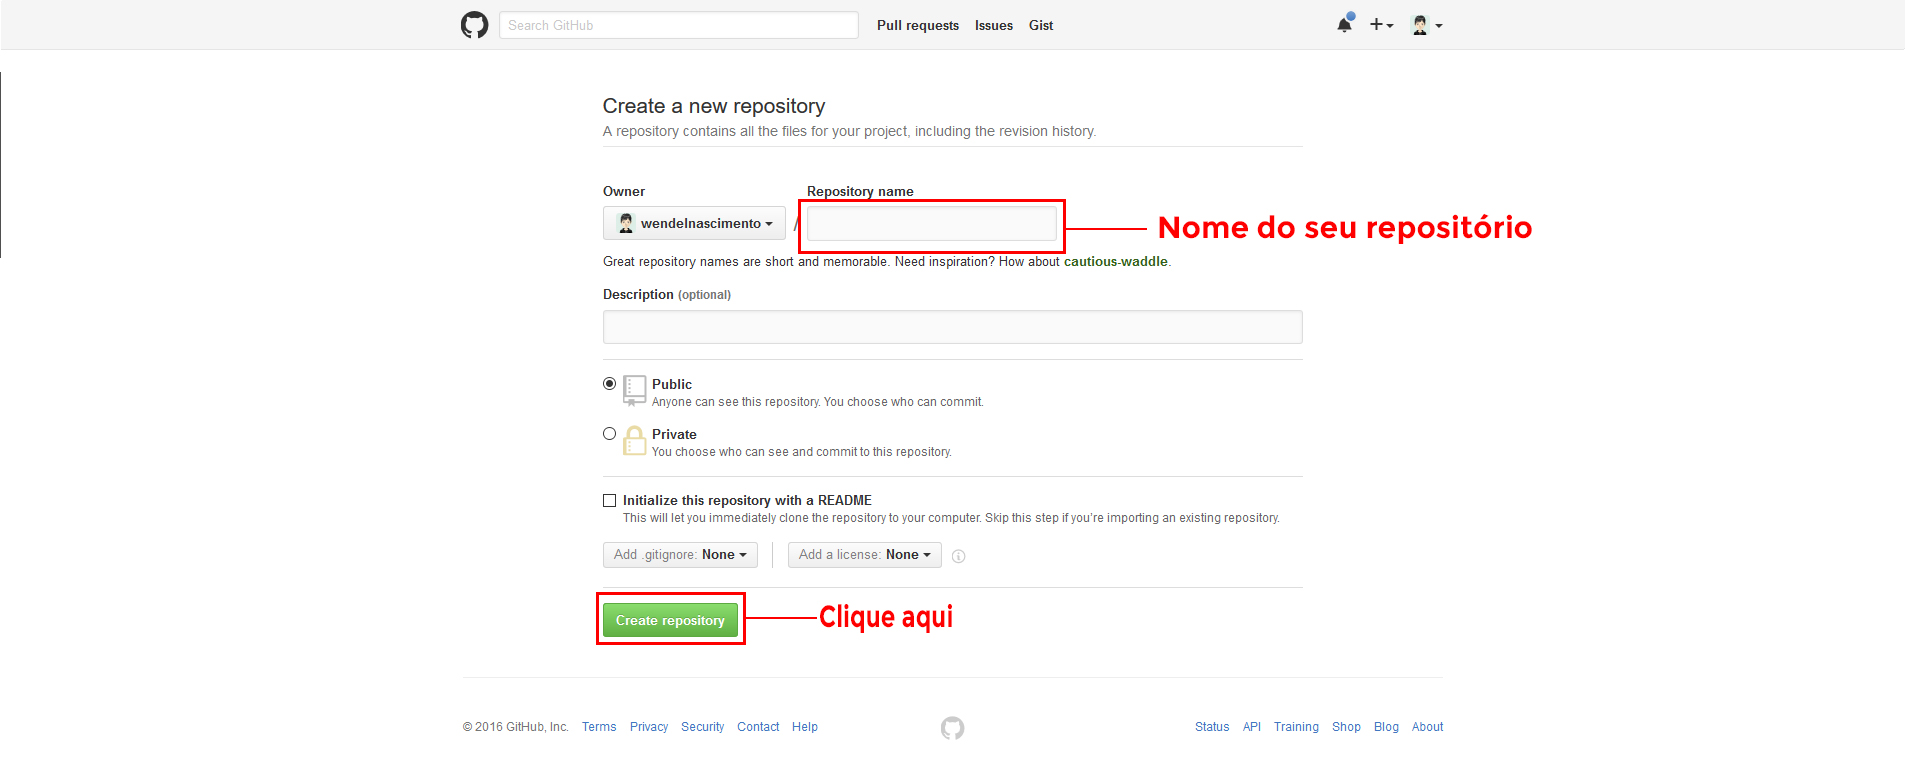 Search GitHub Pull requests Issues Gist
Create a new repository
A repository contains all the files for your project, including the revision history.
Owner Repository name
wendelnascimento / Nome do seu repositório
Great repository names are short and memorable. Need inspiration? How about cautious-waddle.
Description (optional)
Public
Anyone can see this repository. You choose who can commit.
Private
You choose who can see and commit to this repository.
Initialize this repository with a README
This will let you immediately clone the repository to your computer. Skip this step if you're importing an existing repository.
Add .gitignore: None Add a license: None
Create repository Clique aqui
© 2016 GitHub, Inc. Terms Privacy Security Contact Help Status API Training Shop Blog About